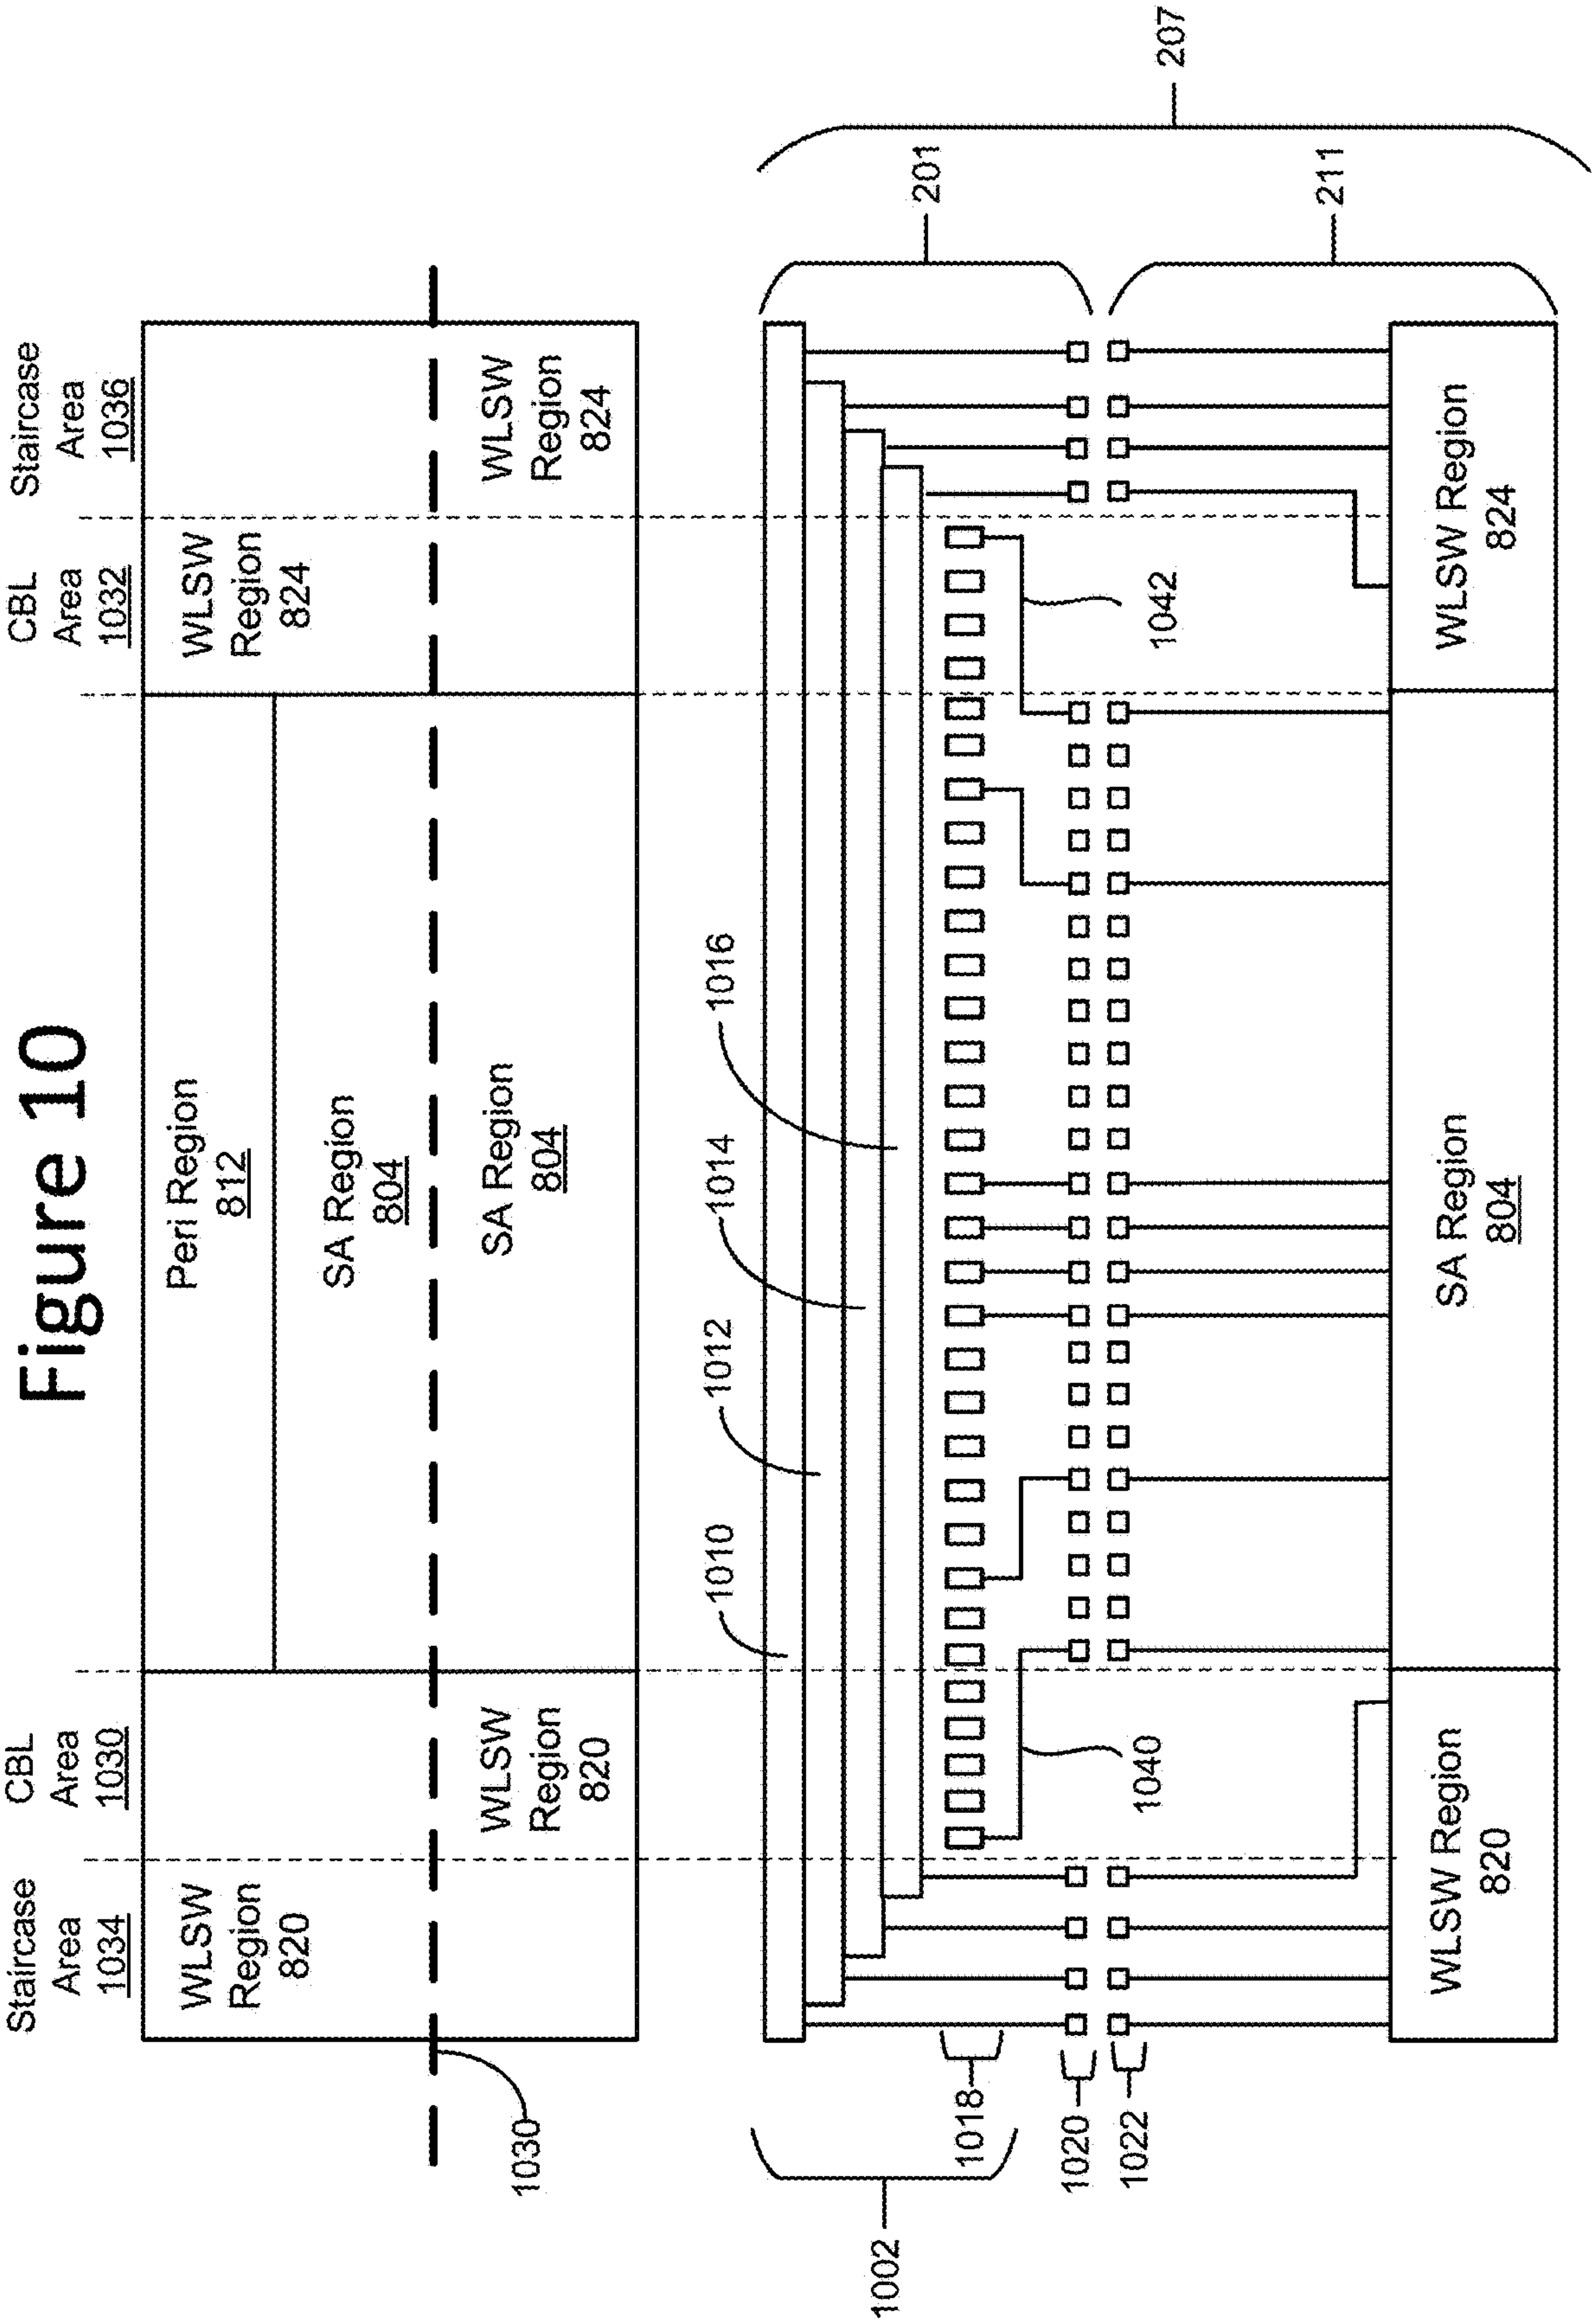 Figure 10
Staircase
Area
1034
CBL
Area
1030
CBL
Area
1032
Staircase
Area
1036
WLSW
Region
820
WLSW
Region
820
Peri Region
812
SA Region
804
SA Region
804
WLSW
Region
824
WLSW
Region
824
1030
1002
1010
1012
1014
1016
1018
1020
1022
1040
1042
201
211
207
WLSW Region
820
SA Region
804
WLSW Region
824